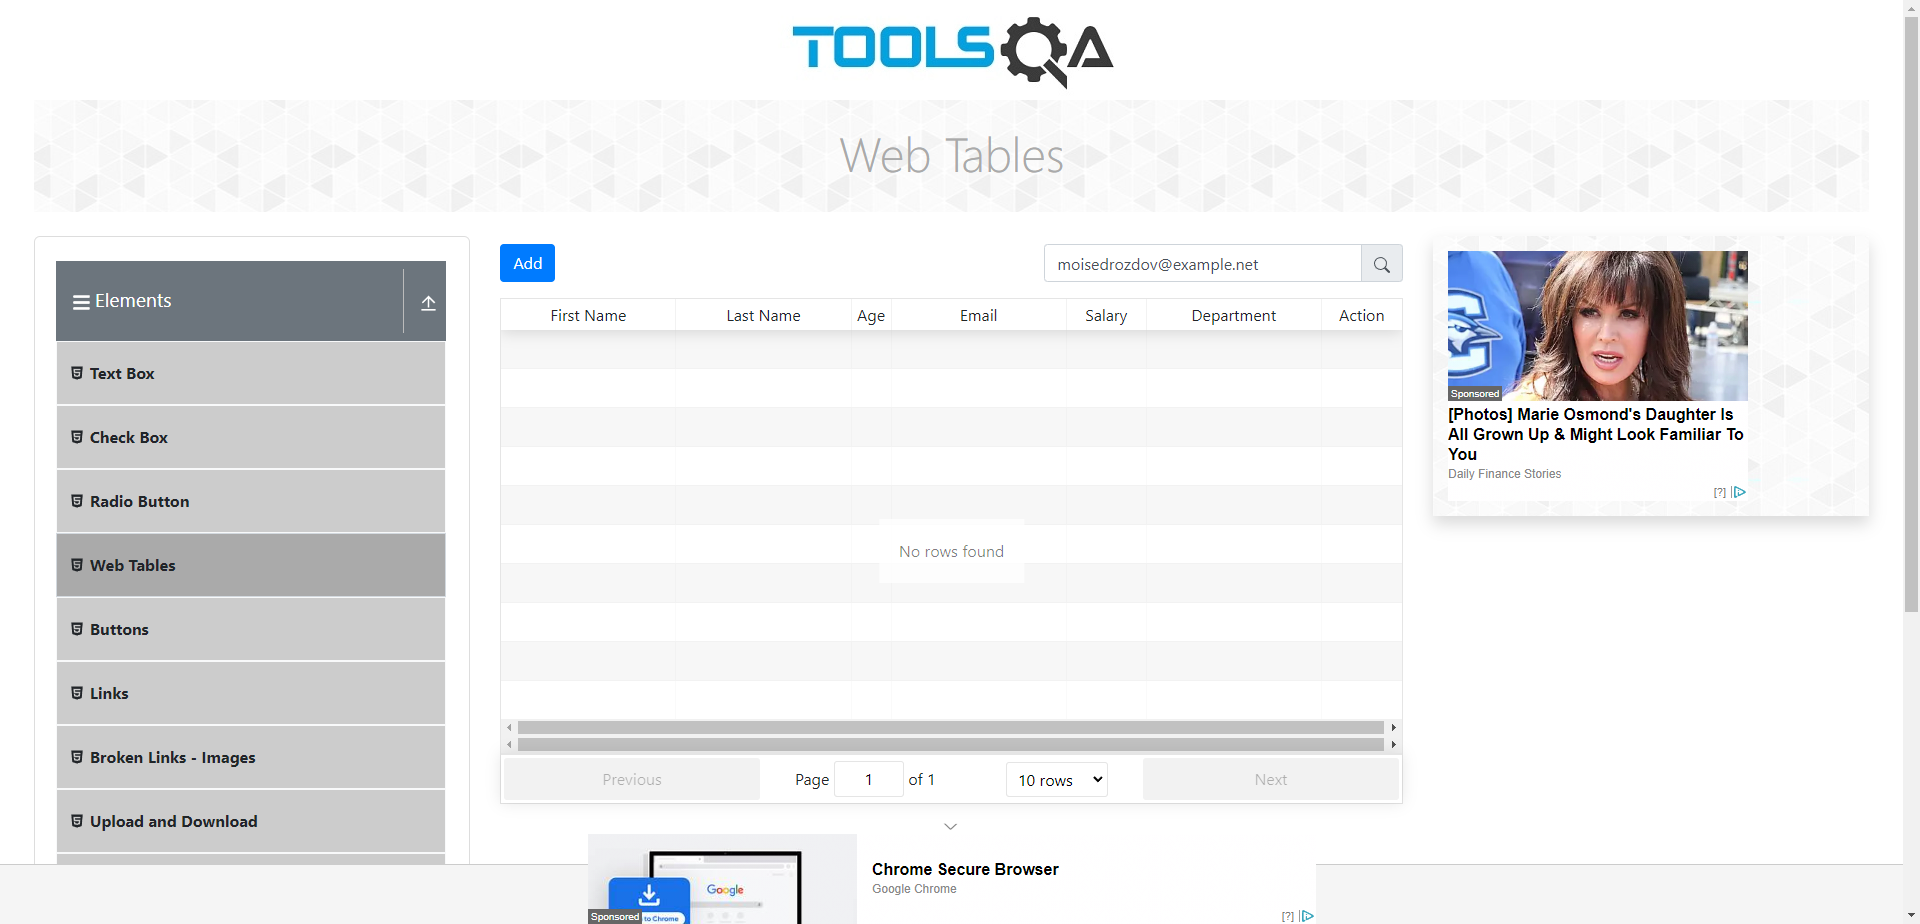 TOOLSQA
Web Tables
Elements
Text Box
Check Box
Radio Button
Web Tables
Buttons
Links
Broken Links - Images
Upload and Download
Add
moisedrozdov@example.net
First Name Last Name Age Email Salary Department Action
No rows found
Previous Page 1 of 1 10 rows Next
Sponsored
[Photos] Marie Osmond's Daughter Is
All Grown Up & Might Look Familiar To
You
Daily Finance Stories
[?]
Google
to Chrome
Sponsored
Chrome Secure Browser
Google Chrome
[?]